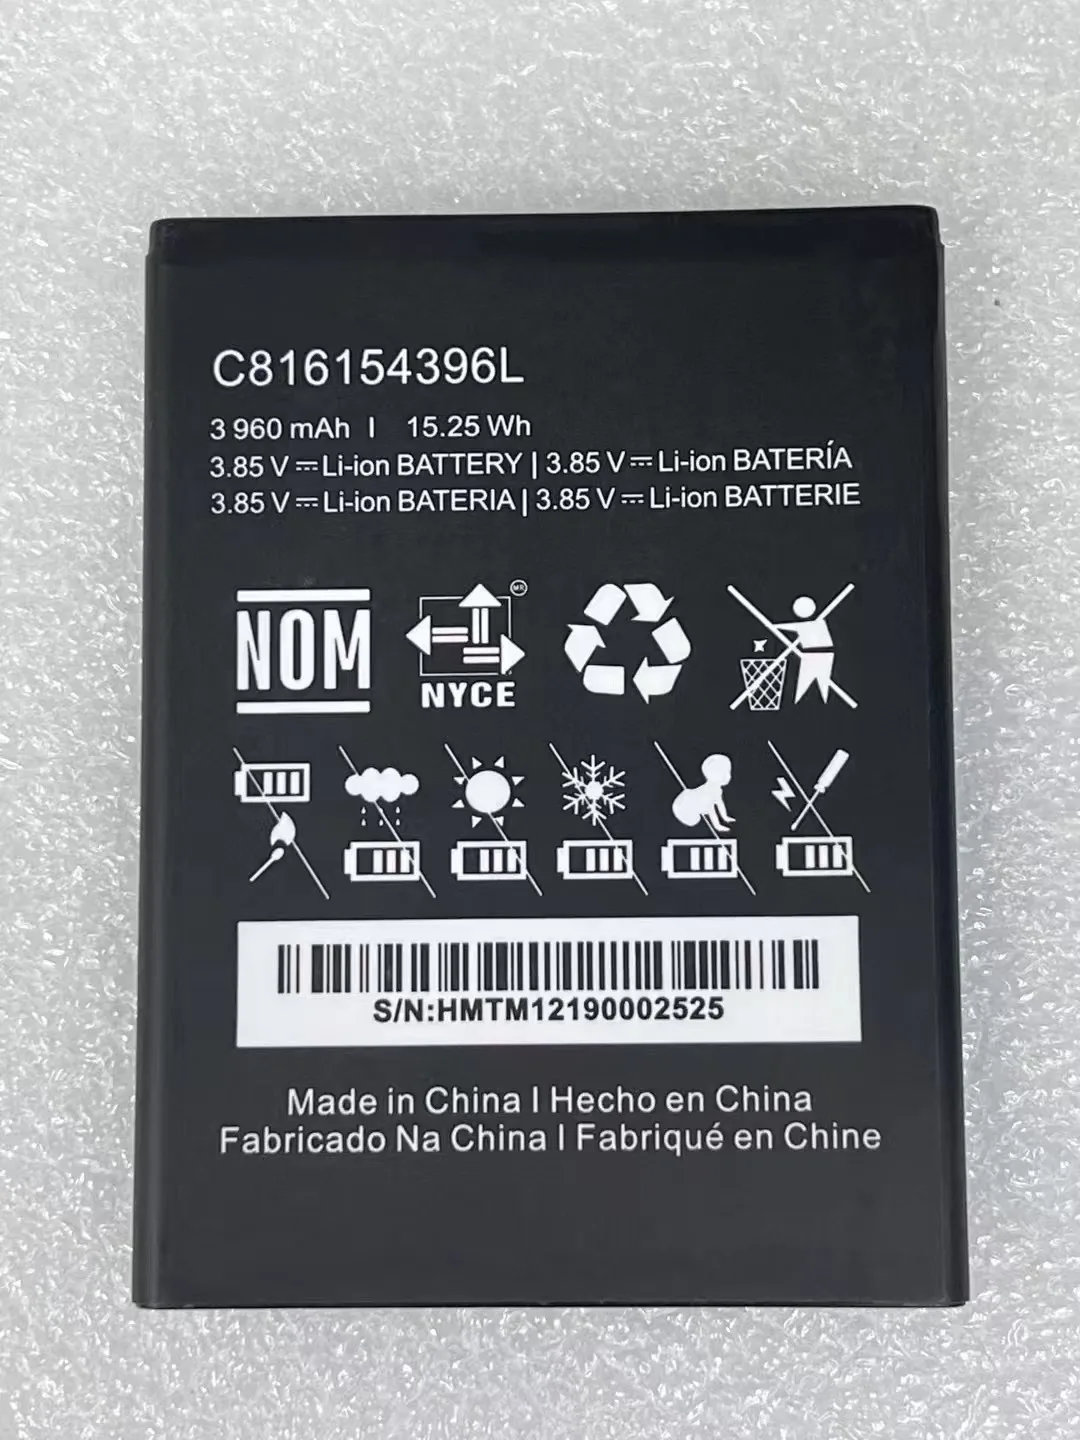 C816154396L
3 960 mAh I 15.25 Wh
3.85 V ⎓ Li-ion BATTERY | 3.85 V ⎓ Li-ion BATERÍA
3.85 V ⎓ Li-ion BATERIA | 3.85 V ⎓ Li-ion BATTERIE
NOM
MR
NYCE
S/N:HMTM12190002525
Made in China I Hecho en China
Fabricado Na China I Fabriqué en Chine